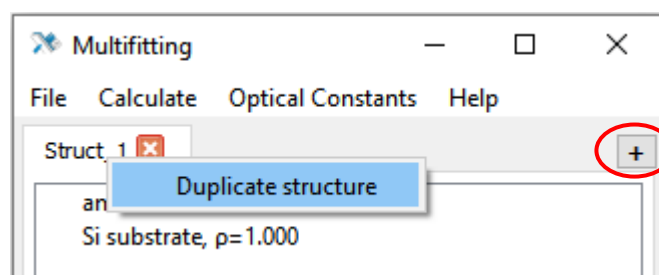 Multifitting
File Calculate Optical Constants Help
Struct_1
+
Duplicate structure
an
Si substrate, ρ=1.000